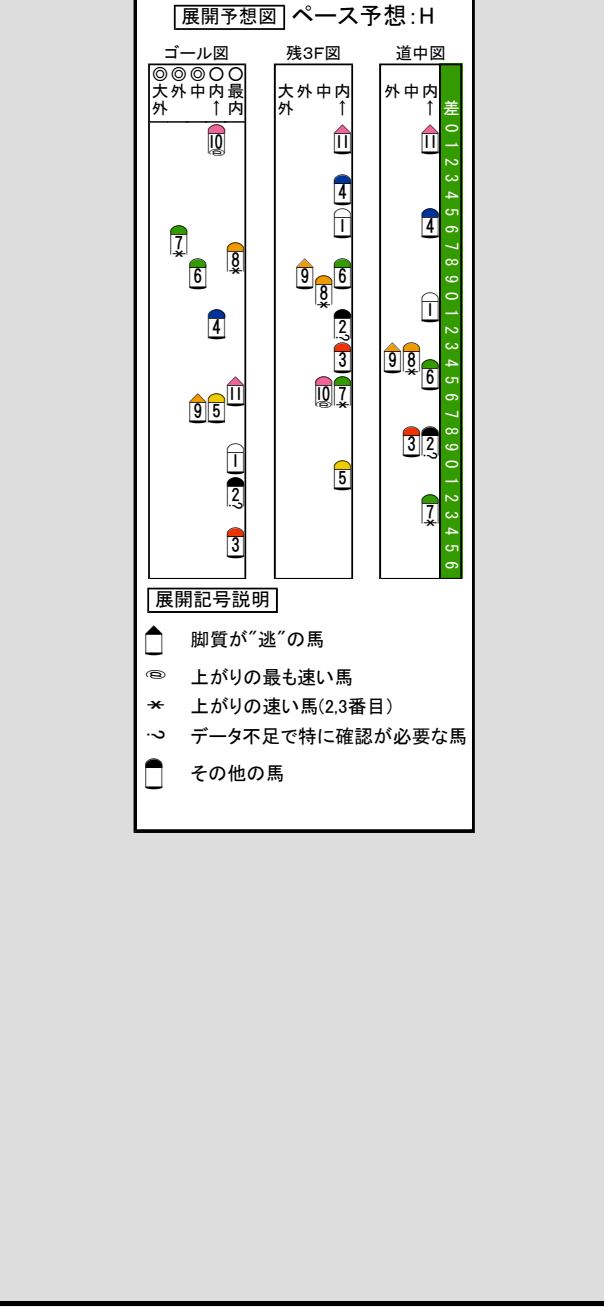 展開予想図 ペース予想:H
ゴール図 残3F図 道中図
◎◎◎○○
大外 外 中 内 最内
↑
大外 外 中 内
↑
外 中 内
↑
差
0 1 2 3 4 5 6 7 8 9 0 1 2 3 4 5 6 7 8 9 0 1 2 3 4 5 6
10
7
8
6
4
11
9 5
1
2
3
11
4
1
9 6
8
2
3
10 7
5
11
4
1
9 8
6
3 2
7
展開記号説明
脚質が"逃"の馬
◎ 上がりの最も速い馬
* 上がりの速い馬(2,3番目)
? データ不足で特に確認が必要な馬
その他の馬